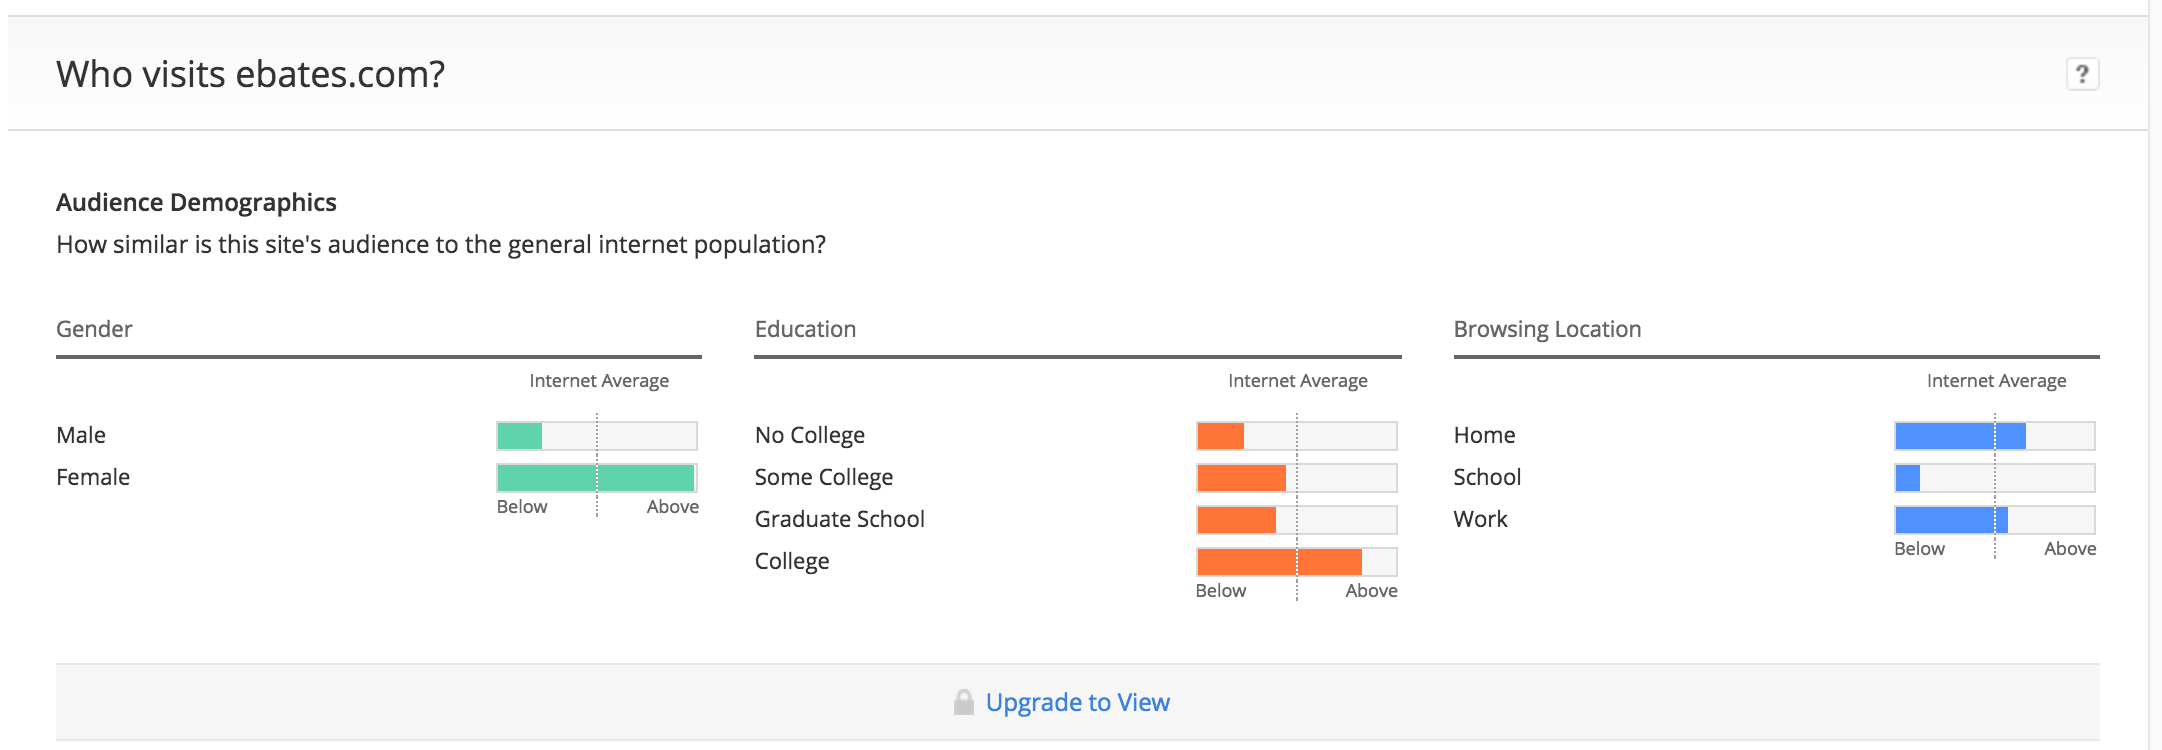 Who visits ebates.com?
?
Audience Demographics
How similar is this site's audience to the general internet population?
Gender
Internet Average
Male
Female
Below Above
Education
Internet Average
No College
Some College
Graduate School
College
Below Above
Browsing Location
Internet Average
Home
School
Work
Below Above
Upgrade to View